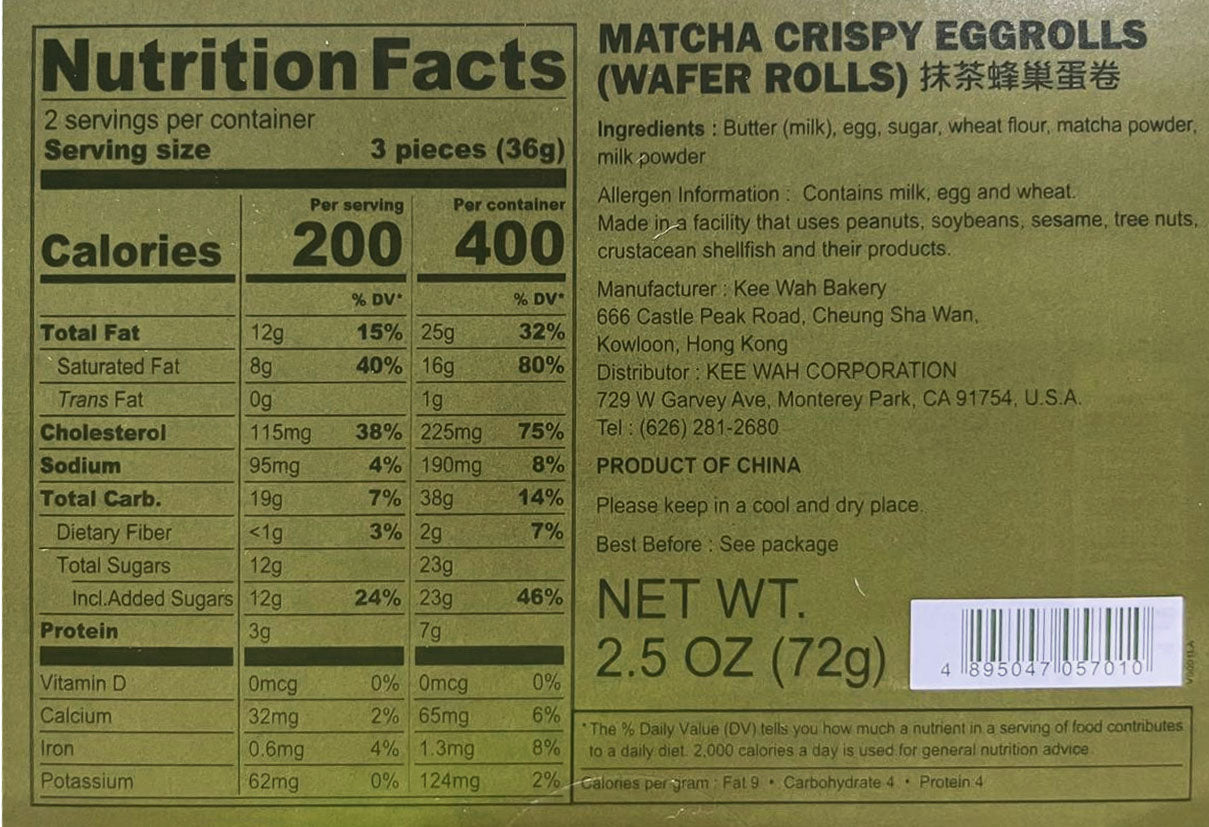 Nutrition Facts
2 servings per container
Serving size 3 pieces (36g)
Per serving Per container
Calories 200 400
% DV* % DV*
Total Fat 12g 15% 25g 32%
Saturated Fat 8g 40% 16g 80%
Trans Fat 0g 1g
Cholesterol 115mg 38% 225mg 75%
Sodium 95mg 4% 190mg 8%
Total Carb. 19g 7% 38g 14%
Dietary Fiber <1g 3% 2g 7%
Total Sugars 12g 23g
Incl.Added Sugars 12g 24% 23g 46%
Protein 3g 7g
Vitamin D 0mcg 0% 0mcg 0%
Calcium 32mg 2% 65mg 6%
Iron 0.6mg 4% 1.3mg 8%
Potassium 62mg 0% 124mg 2%
MATCHA CRISPY EGGROLLS
(WAFER ROLLS) 抹茶蜂巢蛋卷
Ingredients : Butter (milk), egg, sugar, wheat flour, matcha powder,
milk powder
Allergen Information : Contains milk, egg and wheat.
Made in a facility that uses peanuts, soybeans, sesame, tree nuts,
crustacean shellfish and their products.
Manufacturer : Kee Wah Bakery
666 Castle Peak Road, Cheung Sha Wan,
Kowloon, Hong Kong
Distributor : KEE WAH CORPORATION
729 W Garvey Ave, Monterey Park, CA 91754, U.S.A.
Tel : (626) 281-2680
PRODUCT OF CHINA
Please keep in a cool and dry place.
Best Before : See package
NET WT.
2.5 OZ (72g)
4 895047 057010
* The % Daily Value (DV) tells you how much a nutrient in a serving of food contributes
to a daily diet. 2,000 calories a day is used for general nutrition advice.
Calories per gram : Fat 9 • Carbohydrate 4 • Protein 4